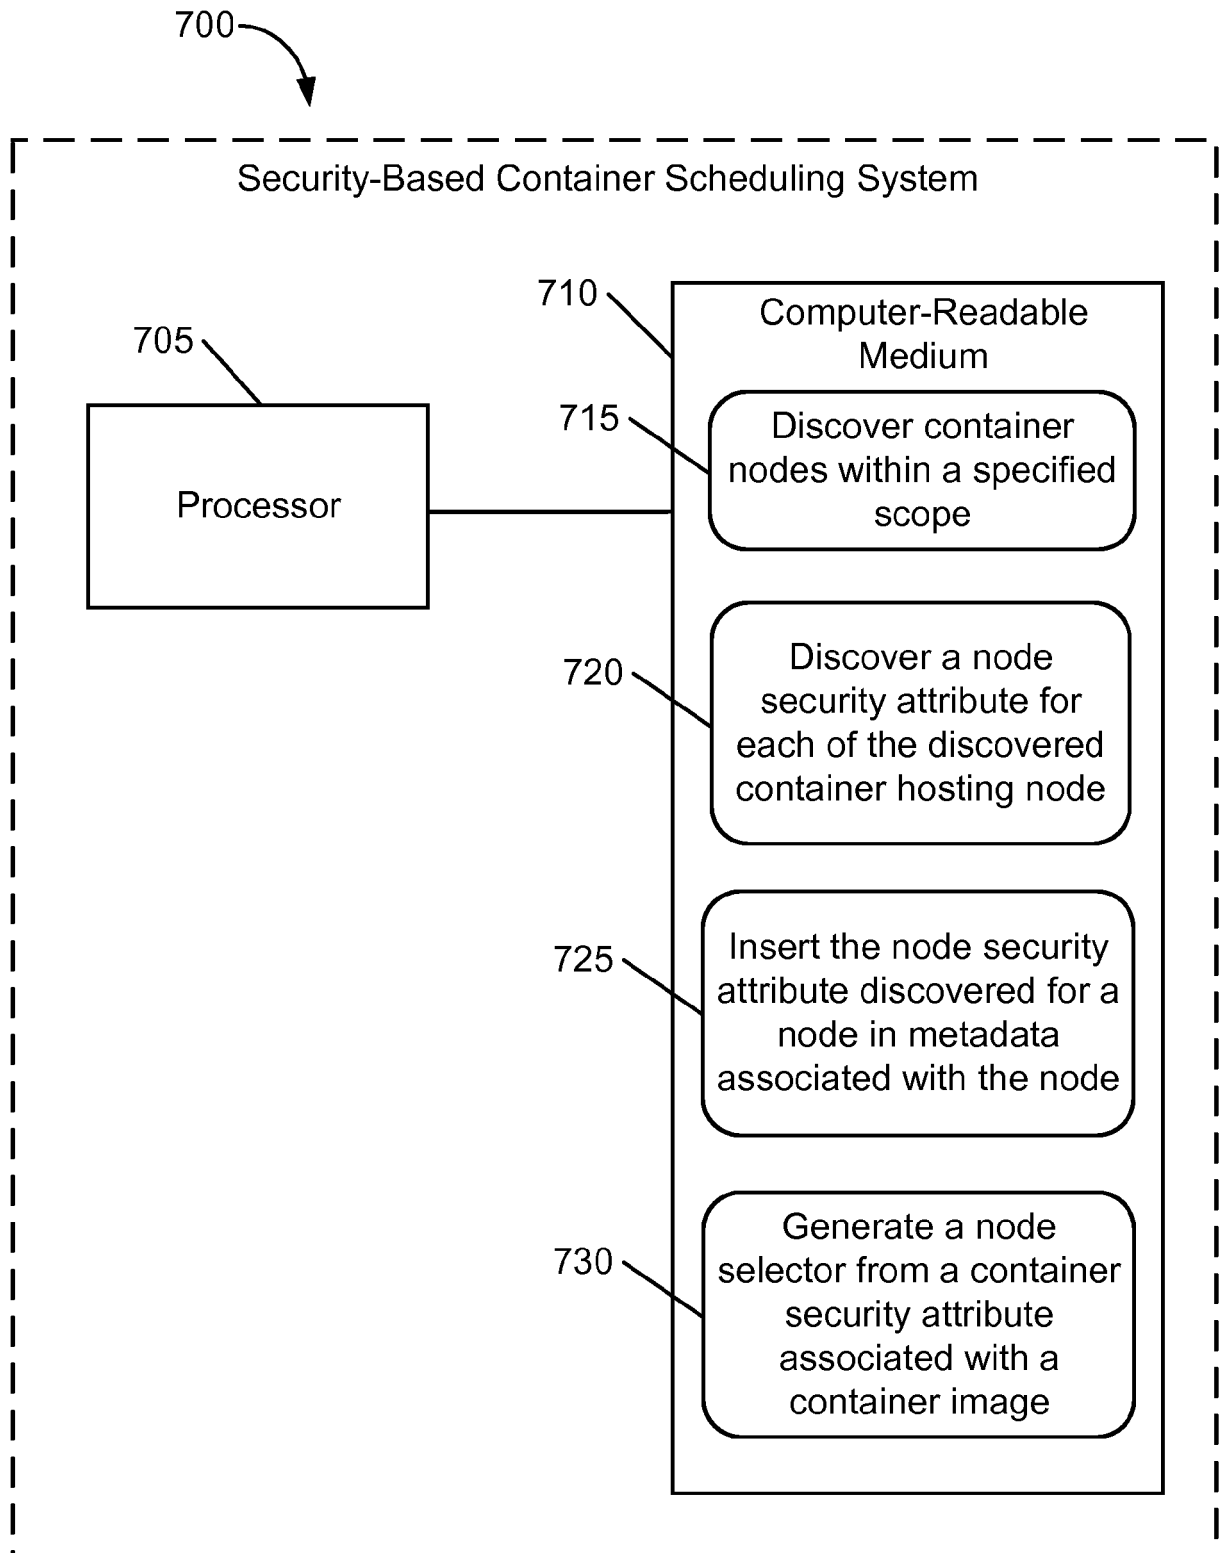 700
Security-Based Container Scheduling System
710
Computer-Readable
Medium
705
Processor
715
Discover container
nodes within a specified
scope
720
Discover a node
security attribute for
each of the discovered
container hosting node
725
Insert the node security
attribute discovered for a
node in metadata
associated with the node
730
Generate a node
selector from a container
security attribute
associated with a
container image